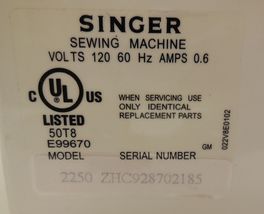 SINGER
SEWING MACHINE
VOLTS 120 60 Hz AMPS 0.6
C UL US
LISTED
50T8
E99670
WHEN SERVICING USE
ONLY IDENTICAL
REPLACEMENT PARTS
GM
022V8E0102
MODEL SERIAL NUMBER
2250 ZHC928702185